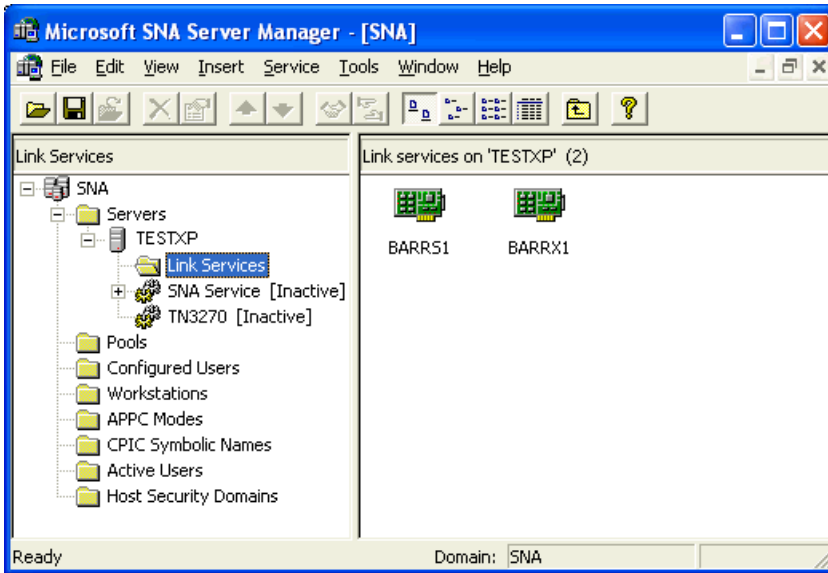 Microsoft SNA Server Manager - [SNA]
File Edit View Insert Service Tools Window Help
Link Services
Link services on 'TESTXP' (2)
SNA
Servers
TESTXP
Link Services
SNA Service [Inactive]
TN3270 [Inactive]
Pools
Configured Users
Workstations
APPC Modes
CPIC Symbolic Names
Active Users
Host Security Domains
BARRS1 BARRX1
Ready Domain: SNA